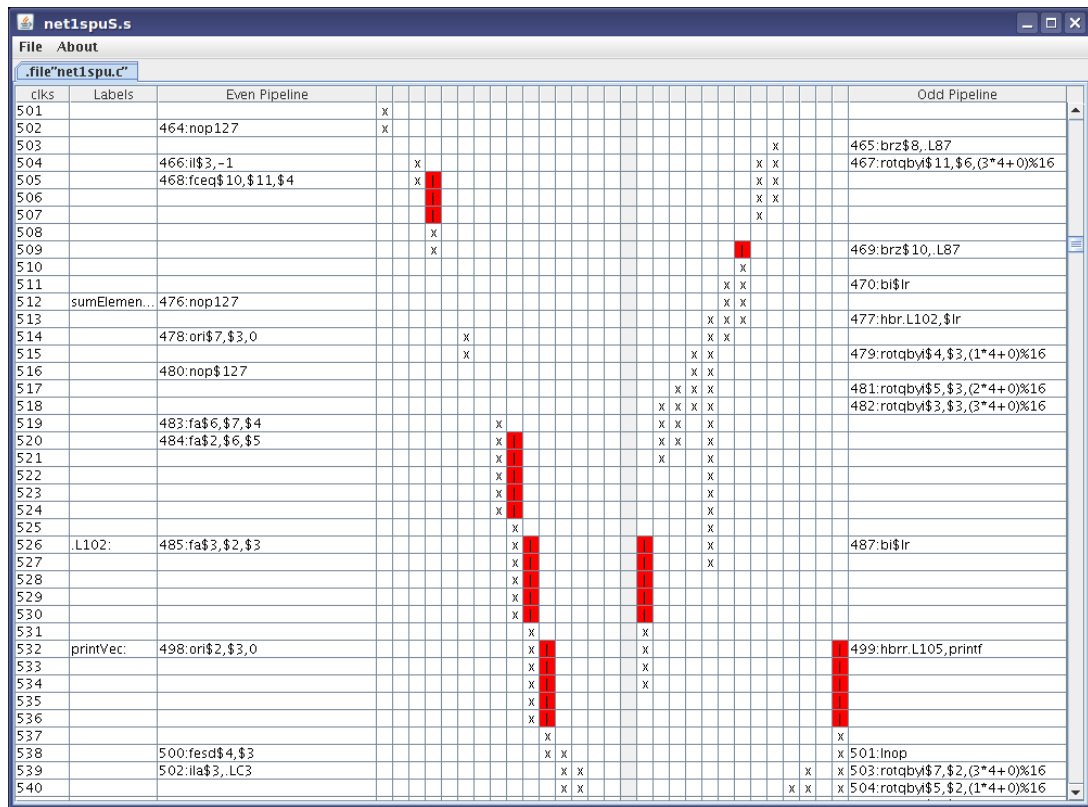 net1spuS.s
File About
.file"net1spu.c"
clks Labels Even Pipeline Odd Pipeline
501 x
502 464:nop127 x
503 x 465:brz$8,.L87
504 466:il$3,-1 x x x 467:rotqbyi$11,$6,(3*4+0)%16
505 468:fceq$10,$11,$4 x | x x
506 | x x
507 | x
508 x
509 x | 469:brz$10,.L87
510 x
511 x x 470:bi$lr
512 sumElemen... 476:nop127 x x
513 x x x 477:hbr.L102,$lr
514 478:ori$7,$3,0 x x x
515 x x x 479:rotqbyi$4,$3,(1*4+0)%16
516 480:nop$127 x x
517 x x x 481:rotqbyi$5,$3,(2*4+0)%16
518 x x x x 482:rotqbyi$3,$3,(3*4+0)%16
519 483:fa$6,$7,$4 x x x x
520 484:fa$2,$6,$5 x | x x x
521 x | x x
522 x | x
523 x | x
524 x | x
525 x x
526 .L102: 485:fa$3,$2,$3 x | | x 487:bi$lr
527 x | | x
528 x | |
529 x | |
530 x | |
531 x x
532 printVec: 498:ori$2,$3,0 x | x | 499:hbrr.L105,printf
533 x | x |
534 x | x |
535 x | |
536 x | |
537 x x
538 500:fesd$4,$3 x x x 501:lnop
539 502:ila$3,.LC3 x x x x 503:rotqbyi$7,$2,(3*4+0)%16
540 x x x x x 504:rotqbyi$5,$2,(1*4+0)%16